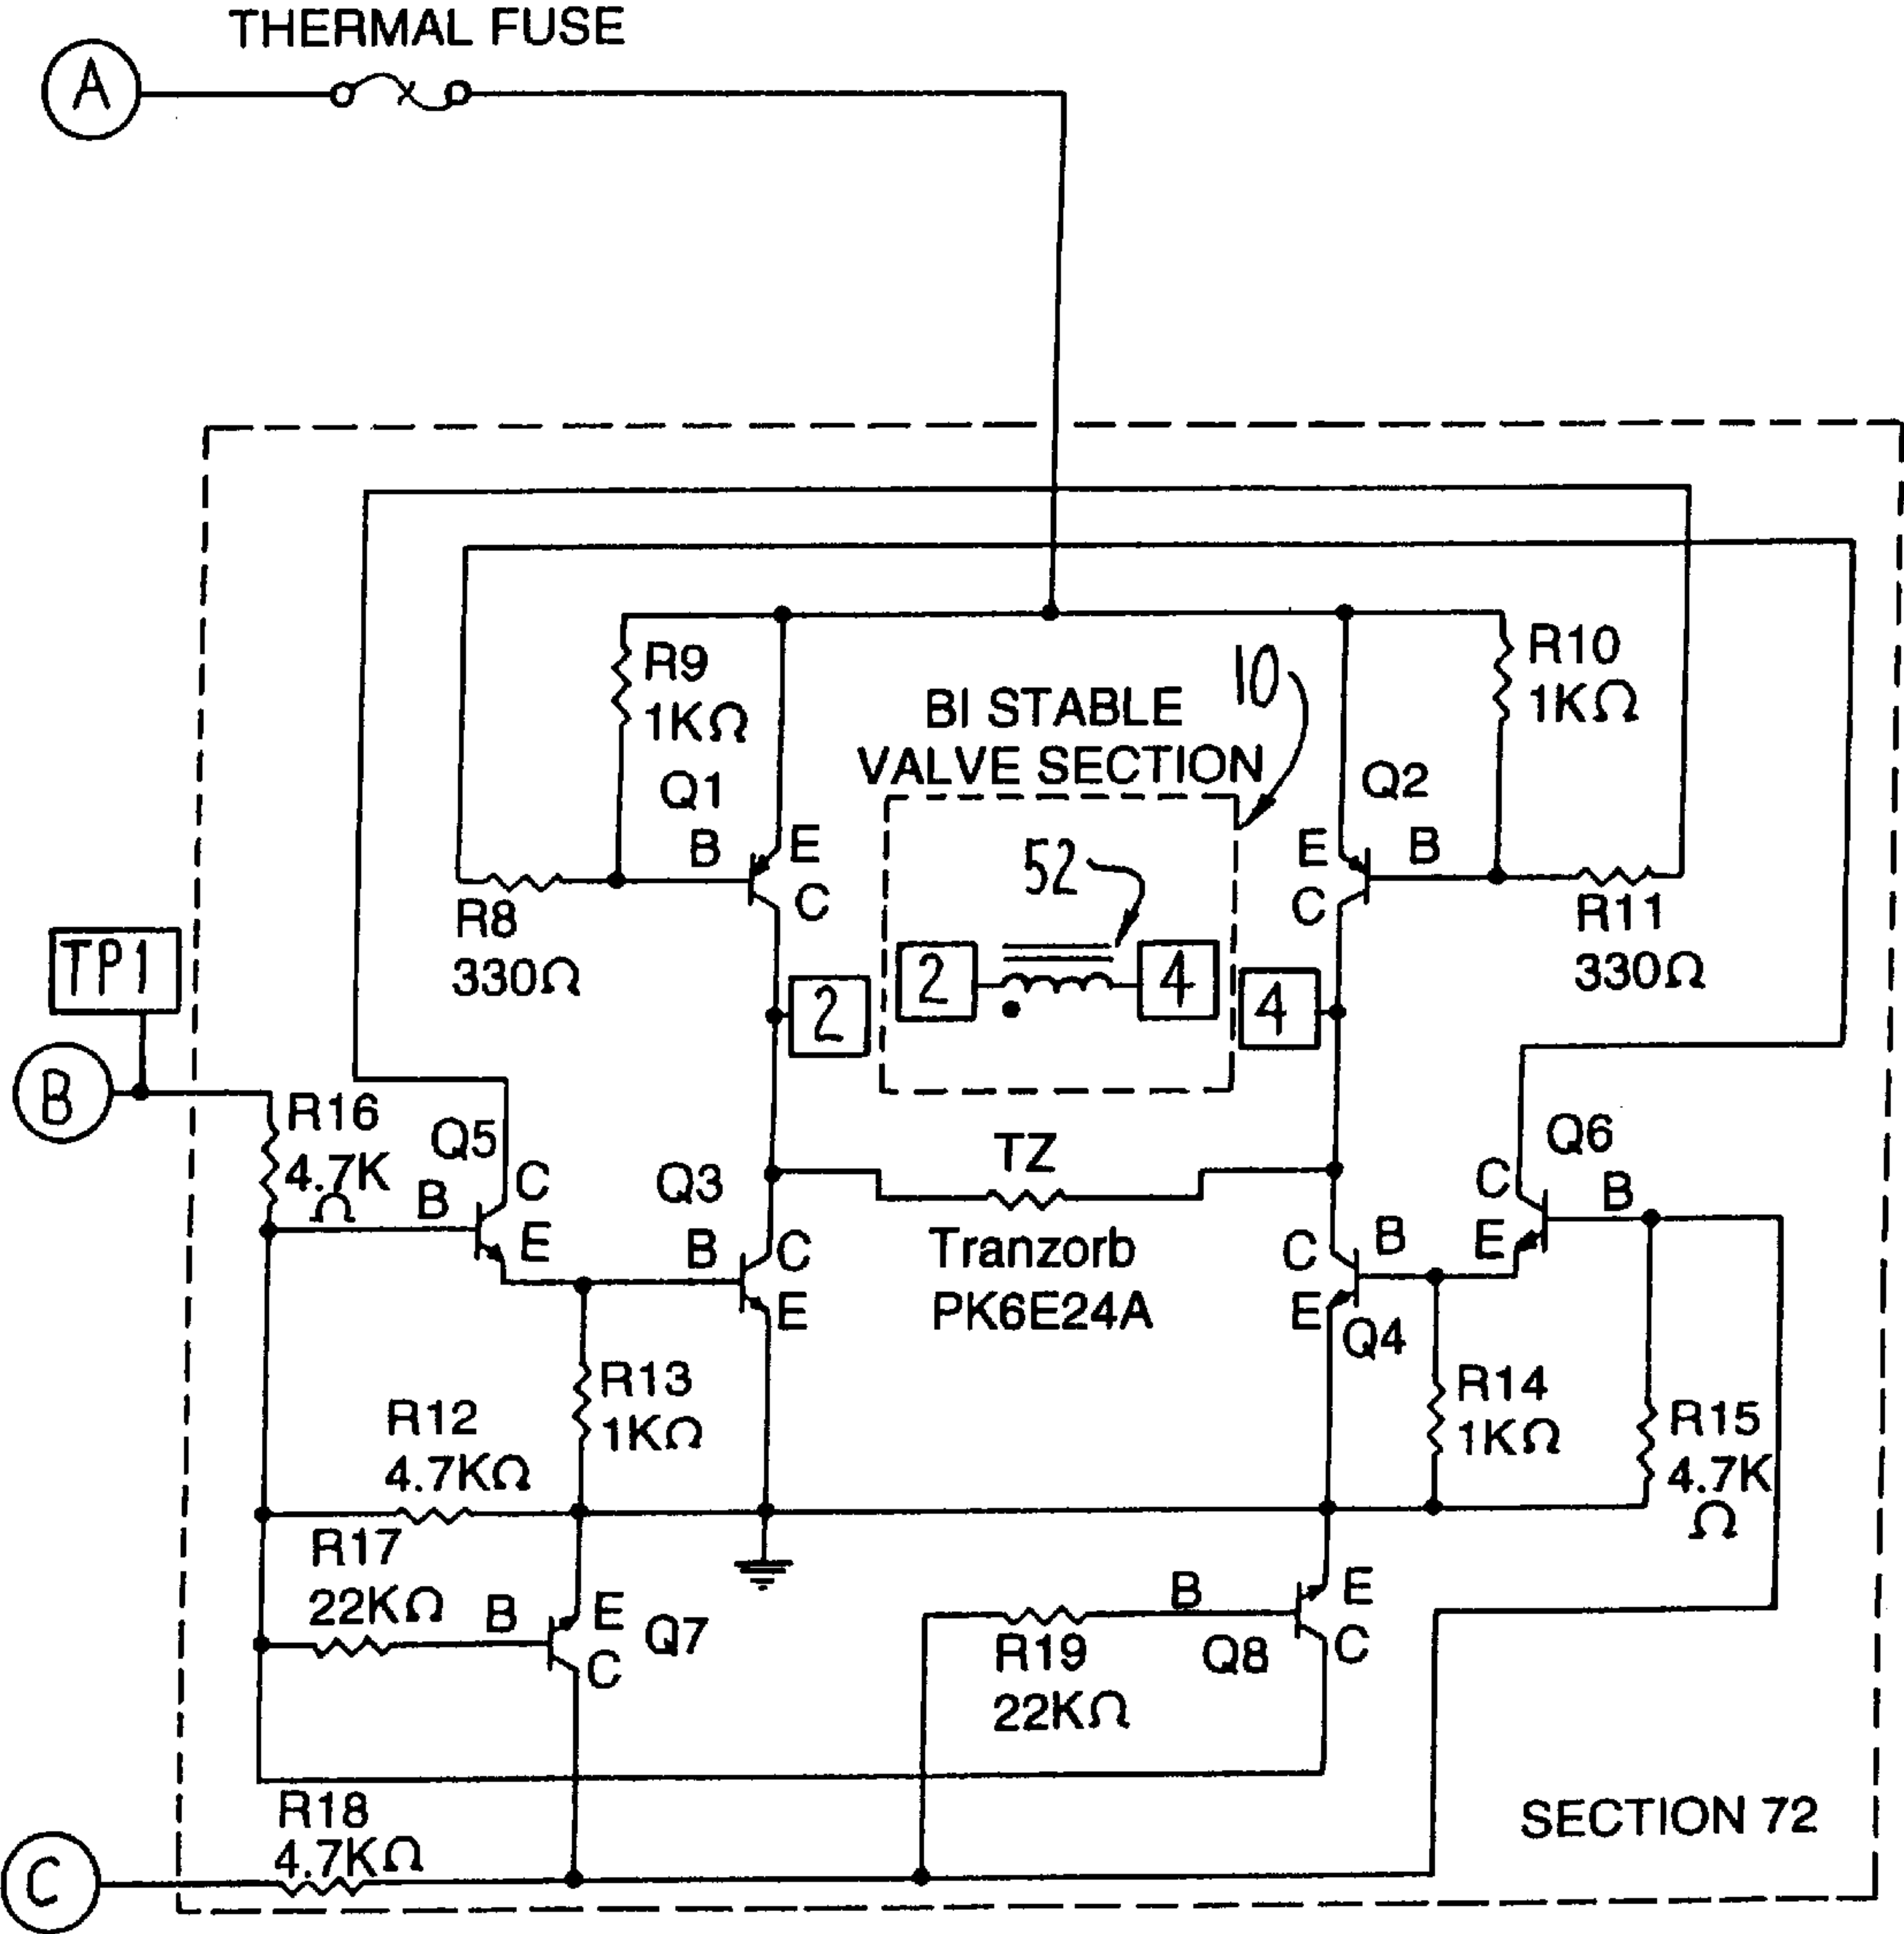 THERMAL FUSE
A
R9
1KΩ
Q1
B
E
C
R8
330Ω
BI STABLE
VALVE SECTION
10
52
2
4
2
4
R10
1KΩ
Q2
E
B
C
R11
330Ω
TP1
B
R16
4.7K
Ω
Q5
B
C
E
Q3
B
C
E
TZ
Tranzorb
PK6E24A
Q6
C
B
E
C
B
E
Q4
R13
1KΩ
R12
4.7KΩ
R14
1KΩ
R15
4.7K
Ω
R17
22KΩ
B
E
C
Q7
B
R19
22KΩ
Q8
E
C
R18
4.7KΩ
C
SECTION 72